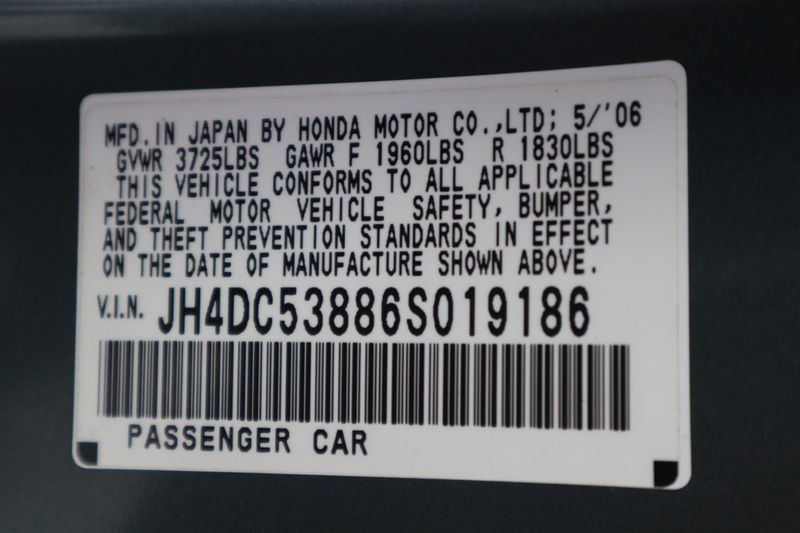 MFD. IN JAPAN BY HONDA MOTOR CO.,LTD; 5/'06
GVWR 3725LBS GAWR F 1960LBS R 1830LBS
THIS VEHICLE CONFORMS TO ALL APPLICABLE
FEDERAL MOTOR VEHICLE SAFETY, BUMPER,
AND THEFT PREVENTION STANDARDS IN EFFECT
ON THE DATE OF MANUFACTURE SHOWN ABOVE.
V.I.N. JH4DC53886S019186
PASSENGER CAR